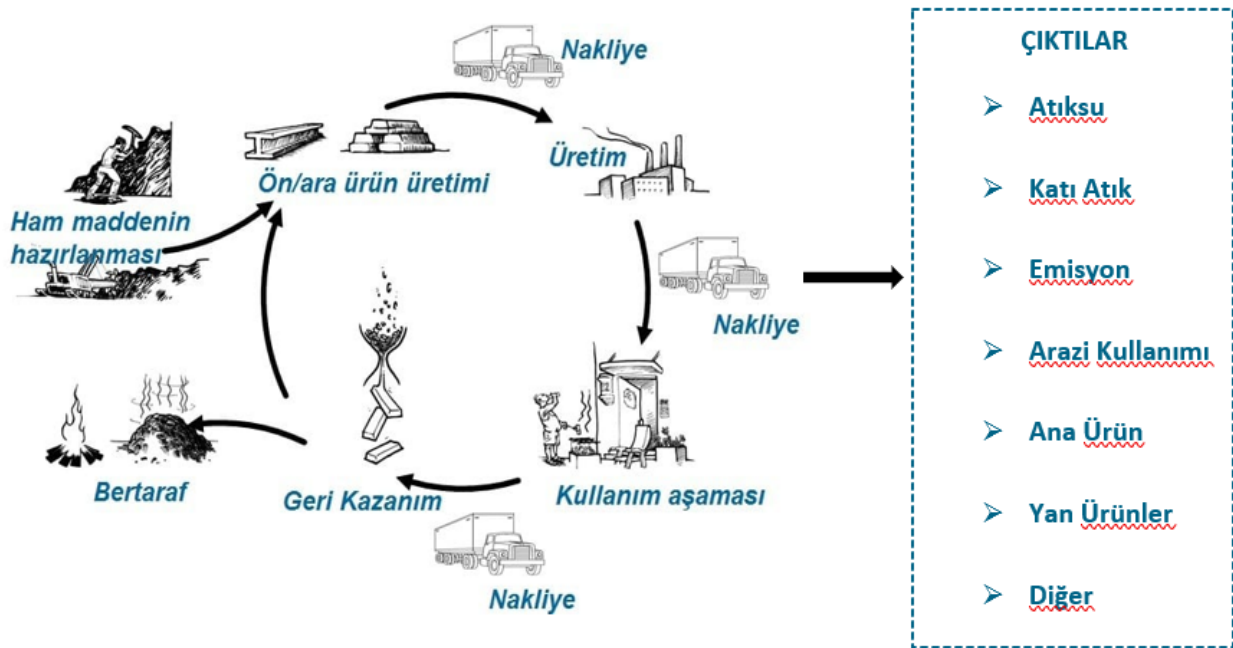 Nakliye
Ön/ara ürün üretimi
Üretim
Ham maddenin
hazırlanması
Nakliye
Bertaraf
Geri Kazanım
Kullanım aşaması
Nakliye
ÇIKTILAR
➢ Atıksu
➢ Katı Atık
➢ Emisyon
➢ Arazi Kullanımı
➢ Ana Ürün
➢ Yan Ürünler
➢ Diğer